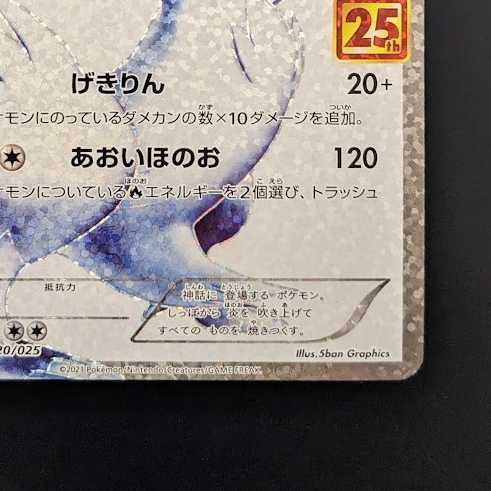 25th
げきりん 20+
モンにのっているダメカンの数×10ダメージを追加。
あおいほのお 120
モンについているエネルギーを2個選び、トラッシュ
抵抗力
神話に 登場する ポケモン。
しっぽから 炎を 吹き上げて
すべての ものを 焼きつくす。
20/025
Illus.5ban Graphics
©2021 Pokémon/Nintendo/Creatures/GAME FREAK.